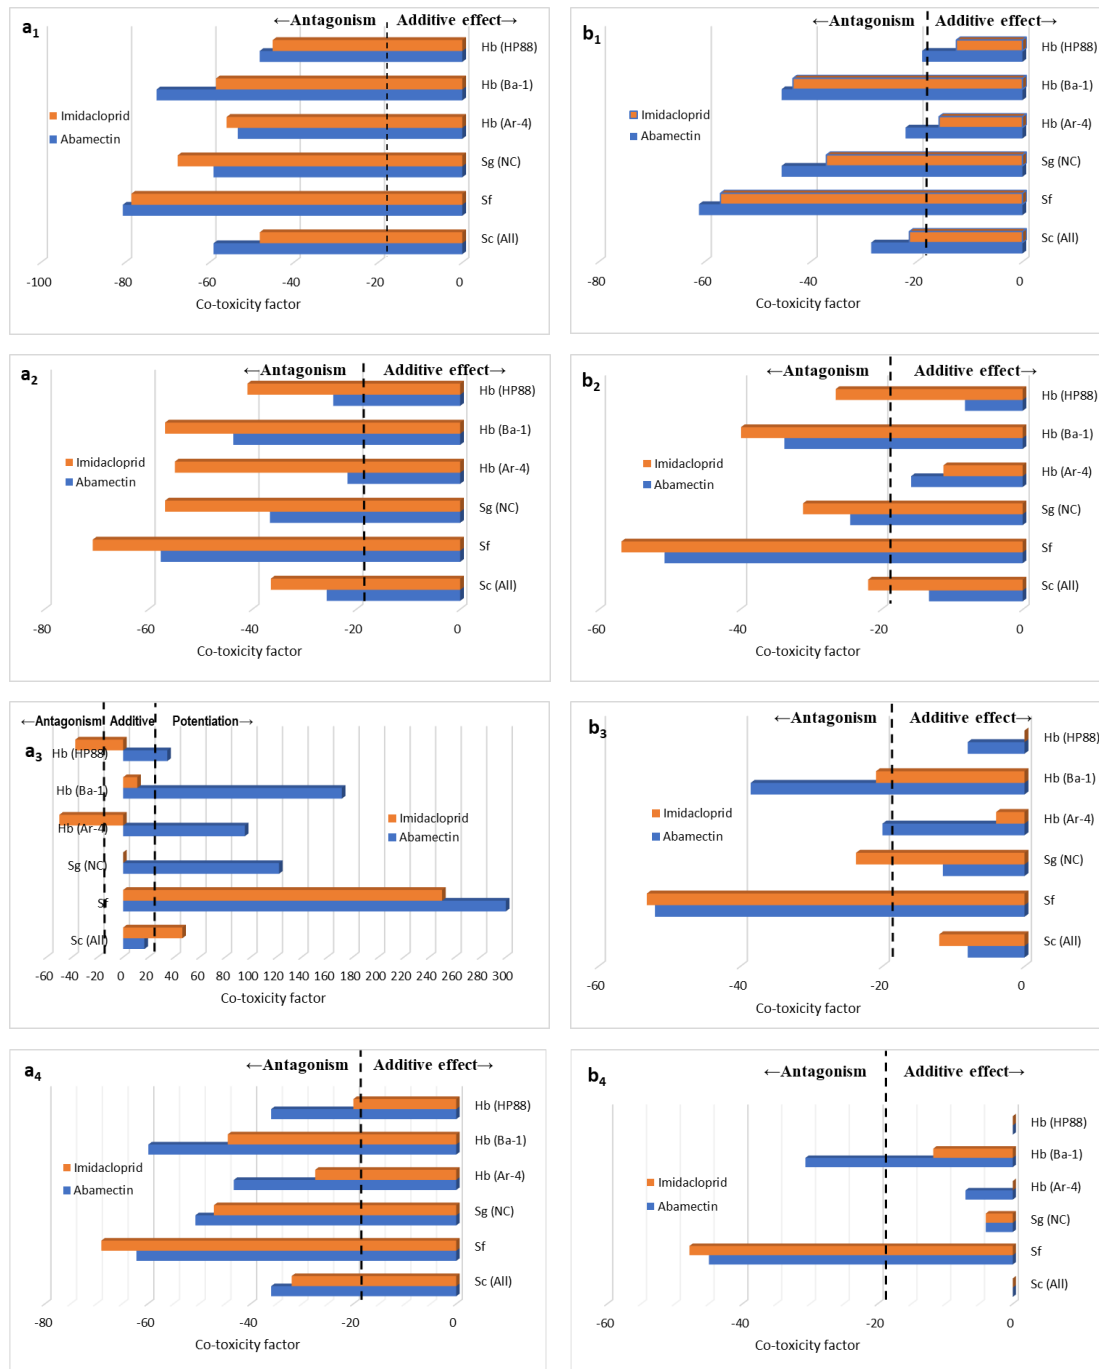 a1
←Antagonism Additive effect→
Hb (HP88)
Hb (Ba-1)
Imidacloprid
Hb (Ar-4)
Abamectin
Sg (NC)
Sf
Sc (All)
-100 -80 -60 -40 -20 0
Co-toxicity factor
b1
←Antagonism Additive effect→
Hb (HP88)
Hb (Ba-1)
Imidacloprid
Hb (Ar-4)
Abamectin
Sg (NC)
Sf
Sc (All)
-80 -60 -40 -20 0
Co-toxicity factor
a2
←Antagonism Additive effect→
Hb (HP88)
Hb (Ba-1)
Imidacloprid
Hb (Ar-4)
Abamectin
Sg (NC)
Sf
Sc (All)
-80 -60 -40 -20 0
Co-toxicity factor
b2
←Antagonism Additive effect→
Hb (HP88)
Hb (Ba-1)
Imidacloprid
Hb (Ar-4)
Abamectin
Sg (NC)
Sf
Sc (All)
-60 -40 -20 0
Co-toxicity factor
←Antagonism Additive Potentiation→
a3
Hb (HP88)
Hb (Ba-1)
Imidacloprid
Hb (Ar-4)
Abamectin
Sg (NC)
Sf
Sc (All)
-60 -40 -20 0 20 40 60 80 100 120 140 160 180 200 220 240 260 280 300
Co-toxicity factor
b3
←Antagonism Additive effect→
Hb (HP88)
Hb (Ba-1)
Imidacloprid
Hb (Ar-4)
Abamectin
Sg (NC)
Sf
Sc (All)
-60 -40 -20 0
Co-toxicity factor
a4
←Antagonism Additive effect→
Hb (HP88)
Hb (Ba-1)
Imidacloprid
Hb (Ar-4)
Abamectin
Sg (NC)
Sf
Sc (All)
-80 -60 -40 -20 0
Co-toxicity factor
b4
←Antagonism Additive effect→
Hb (HP88)
Hb (Ba-1)
Imidacloprid
Hb (Ar-4)
Abamectin
Sg (NC)
Sf
Sc (All)
-60 -40 -20 0
Co-toxicity factor